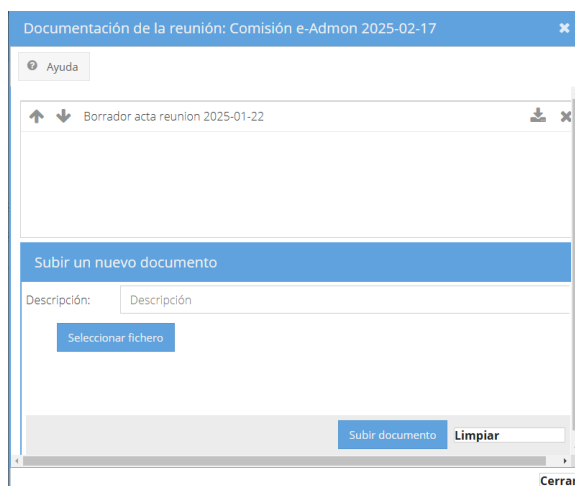 Documentación de la reunión: Comisión e-Admon 2025-02-17
Ayuda
Borrador acta reunion 2025-01-22
Subir un nuevo documento
Descripción: Descripción
Seleccionar fichero
Subir documento Limpiar
Cerrar